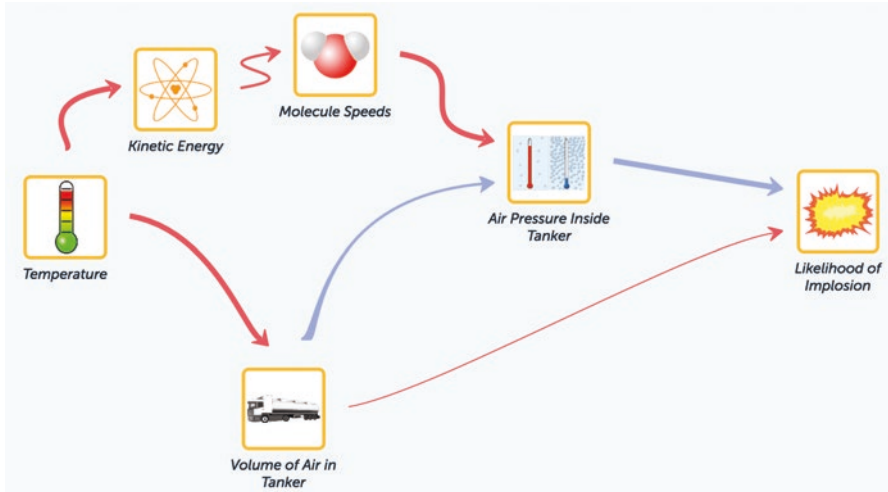 Molecule Speeds
Kinetic Energy
Air Pressure Inside
Tanker
Temperature
Likelihood of
Implosion
Volume of Air in
Tanker